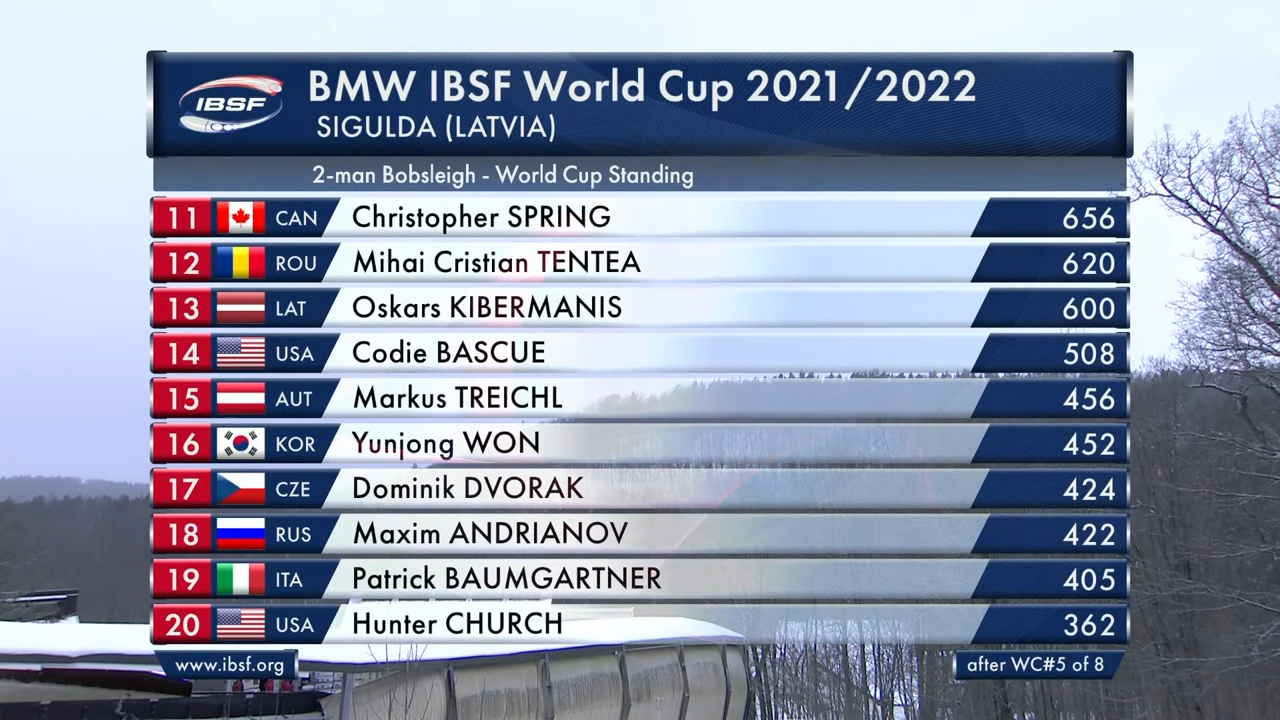 IBSF
BMW IBSF World Cup 2021/2022
SIGULDA (LATVIA)
2-man Bobsleigh - World Cup Standing
11 CAN Christopher SPRING 656
12 ROU Mihai Cristian TENTEA 620
13 LAT Oskars KIBERMANIS 600
14 USA Codie BASCUE 508
15 AUT Markus TREICHL 456
16 KOR Yunjong WON 452
17 CZE Dominik DVORAK 424
18 RUS Maxim ANDRIANOV 422
19 ITA Patrick BAUMGARTNER 405
20 USA Hunter CHURCH 362
www.ibsf.org after WC#5 of 8